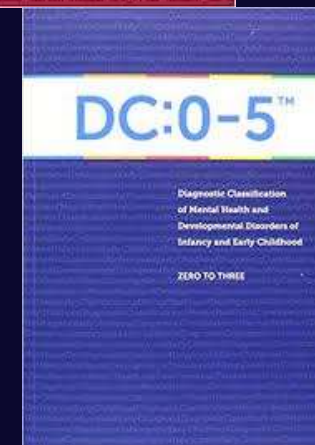 DC:0-5™
Diagnostic Classification
of Mental Health and
Developmental Disorders of
Infancy and Early Childhood
ZERO TO THREE